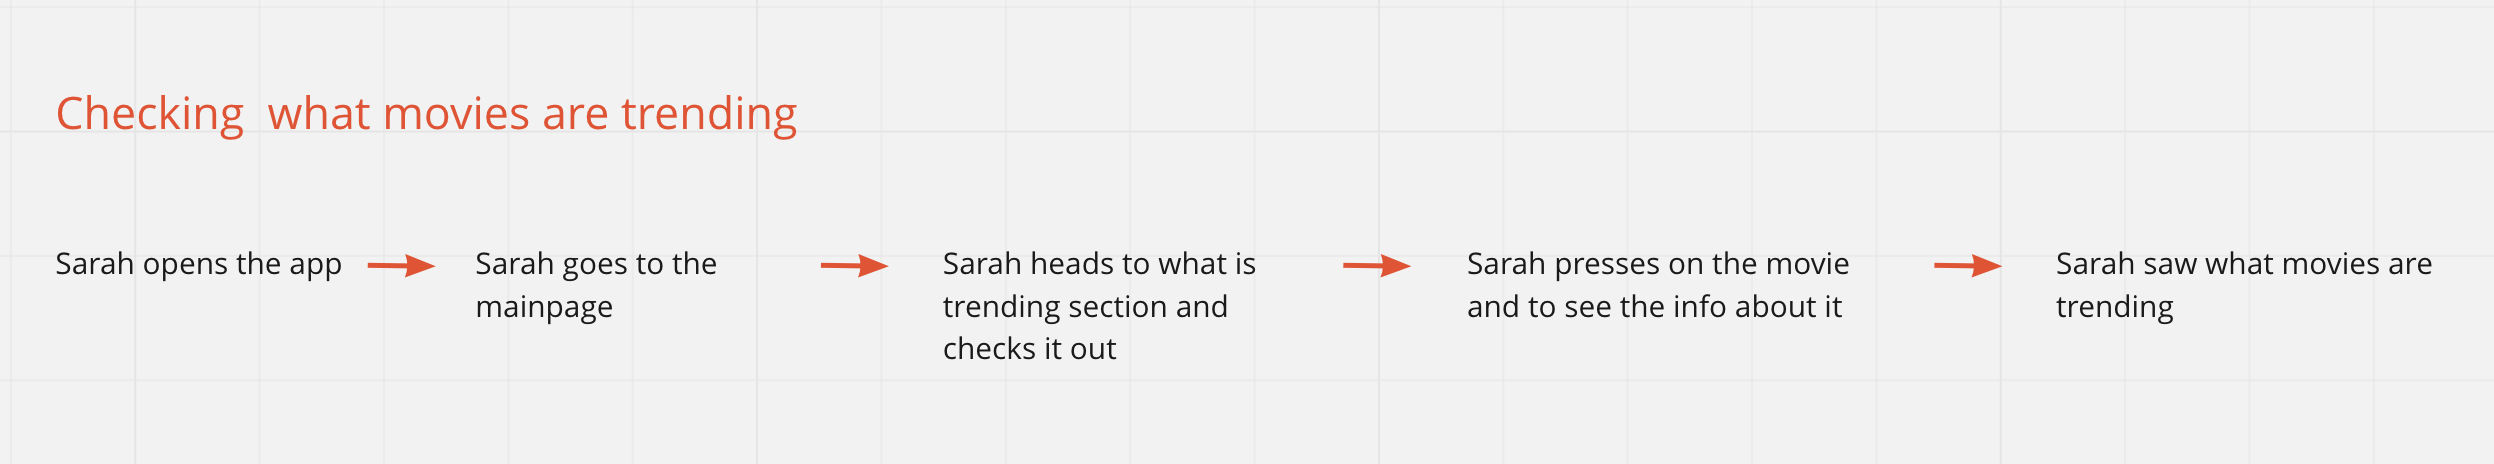 Checking  what movies are trending
Sarah opens the app
Sarah goes to the
mainpage
Sarah heads to what is
trending section and
checks it out
Sarah presses on the movie
and to see the info about it
Sarah saw what movies are
trending